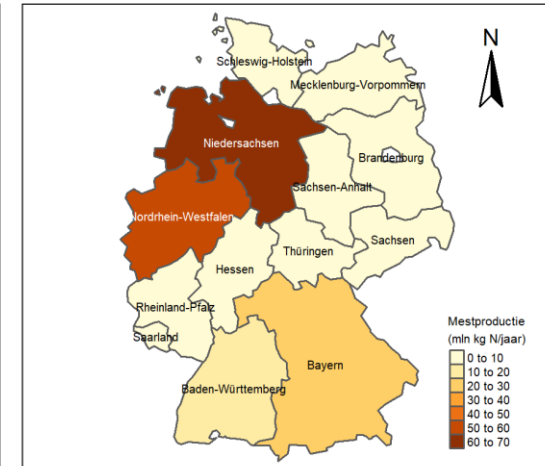 N
Schleswig-Holstein
Mecklenburg-Vorpommern
Niedersachsen
Brandenburg
Sachsen-Anhalt
Nordrhein-Westfalen
Sachsen
Thüringen
Hessen
Rheinland-Pfalz
Saarland
Bayern
Baden-Württemberg
Mestproductie
(mln kg N/jaar)
0 to 10
10 to 20
20 to 30
30 to 40
40 to 50
50 to 60
60 to 70